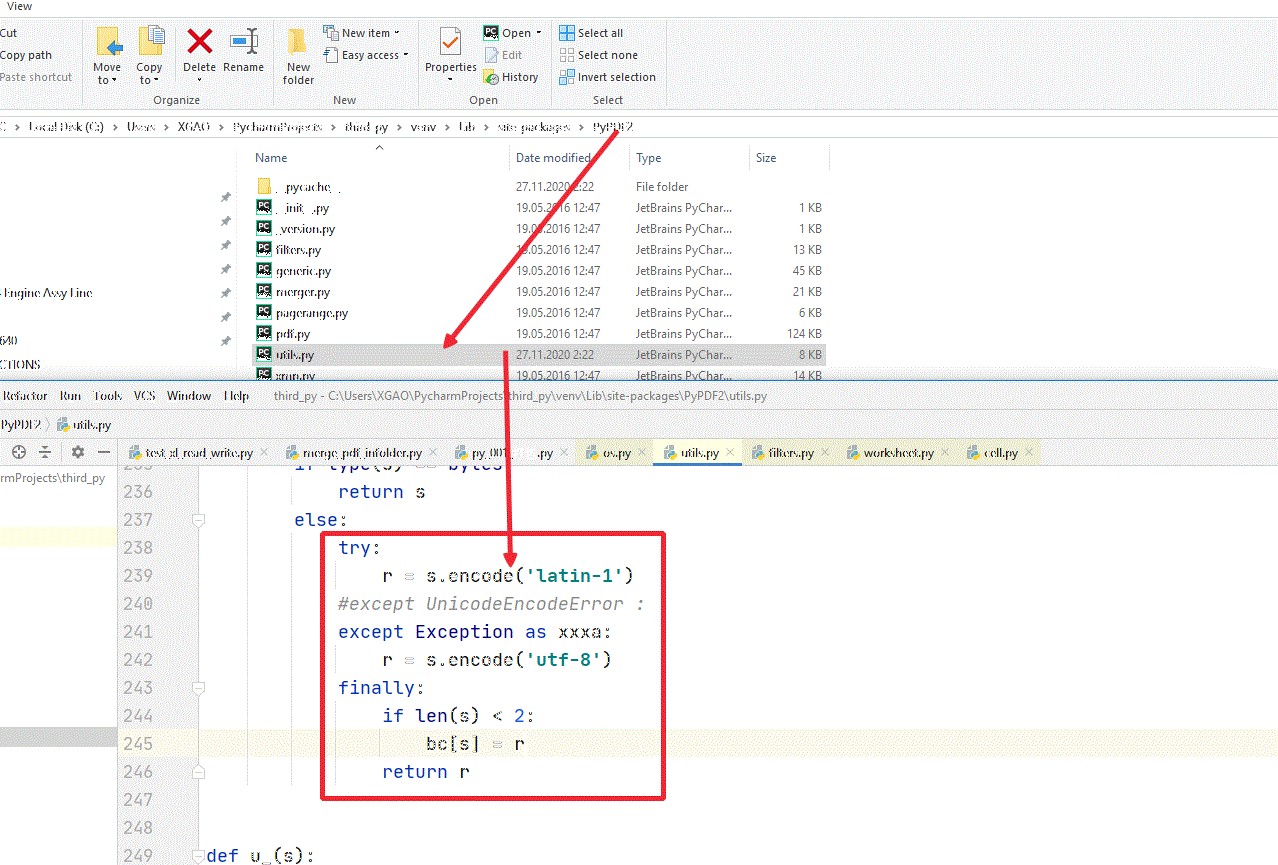 View
Cut
Copy path
Paste shortcut
Move to
Copy to
Delete
Rename
Organize
New folder
New item
Easy access
New
Properties
Open
Edit
History
Open
Select all
Select none
Invert selection
Select
Local Disk (C:) > Users > XGAO > PycharmProjects > third_py > venv > Lib > site-packages > PyPDF2
Name Date modified Type Size
__pycache__ 27.11.2020 2:22 File folder
__init__.py 19.05.2016 12:47 JetBrains PyChar... 1 KB
_version.py 19.05.2016 12:47 JetBrains PyChar... 1 KB
filters.py 19.05.2016 12:47 JetBrains PyChar... 13 KB
generic.py 19.05.2016 12:47 JetBrains PyChar... 45 KB
merger.py 19.05.2016 12:47 JetBrains PyChar... 21 KB
pagerange.py 19.05.2016 12:47 JetBrains PyChar... 6 KB
pdf.py 19.05.2016 12:47 JetBrains PyChar... 124 KB
utils.py 27.11.2020 2:22 JetBrains PyChar... 8 KB
xmp.py 19.05.2016 12:47 JetBrains PyChar... 14 KB
Engine Assy Line
640
CTIONS
Refactor Run Tools VCS Window Help third_py - C:\Users\XGAO\PycharmProjects\third_py\venv\Lib\site-packages\PyPDF2\utils.py
PyPDF2 utils.py
test_xl_read_write.py merge_pdf_infolder.py os.py utils.py filters.py worksheet.py cell.py
rmProjects\third_py
235 if type(s) == bytes
236 return s
237 else:
238 try:
239 r = s.encode('latin-1')
240 #except UnicodeEncodeError :
241 except Exception as xxxa:
242 r = s.encode('utf-8')
243 finally:
244 if len(s) < 2:
245 bc[s] = r
246 return r
247
248
249 def u_(s):